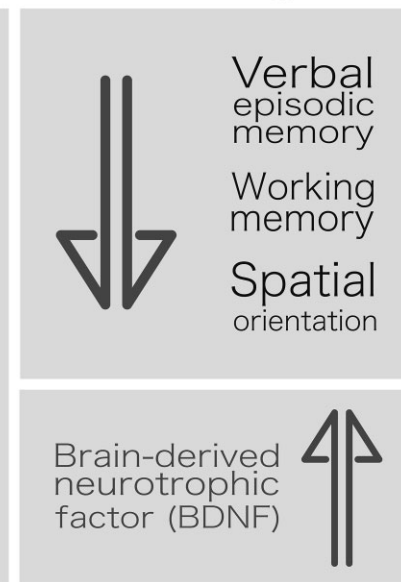 Verbal
episodic
memory
Working
memory
Spatial
orientation
Brain-derived
neurotrophic
factor (BDNF)